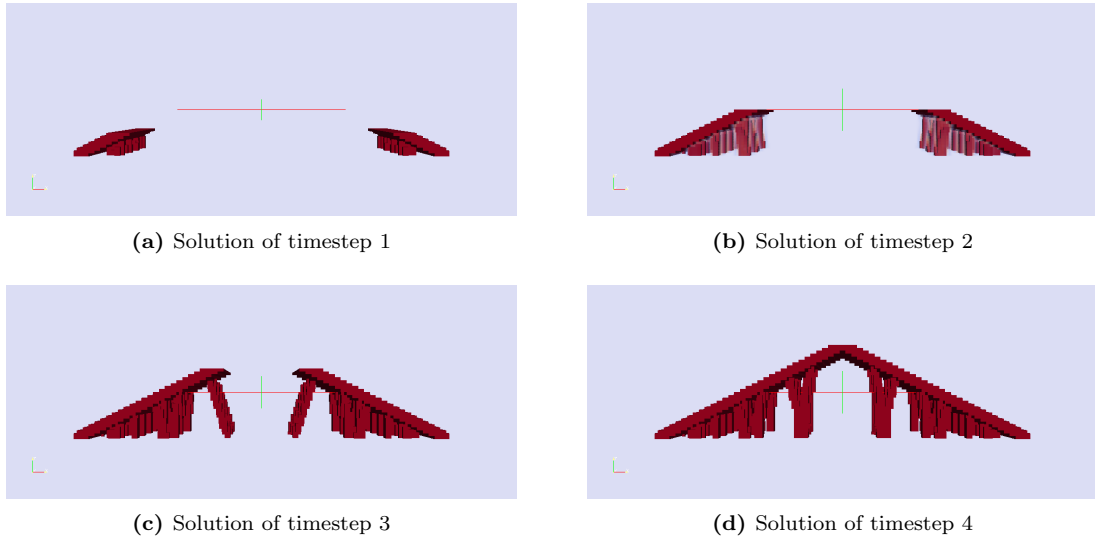 (a) Solution of timestep 1
(b) Solution of timestep 2
(c) Solution of timestep 3
(d) Solution of timestep 4